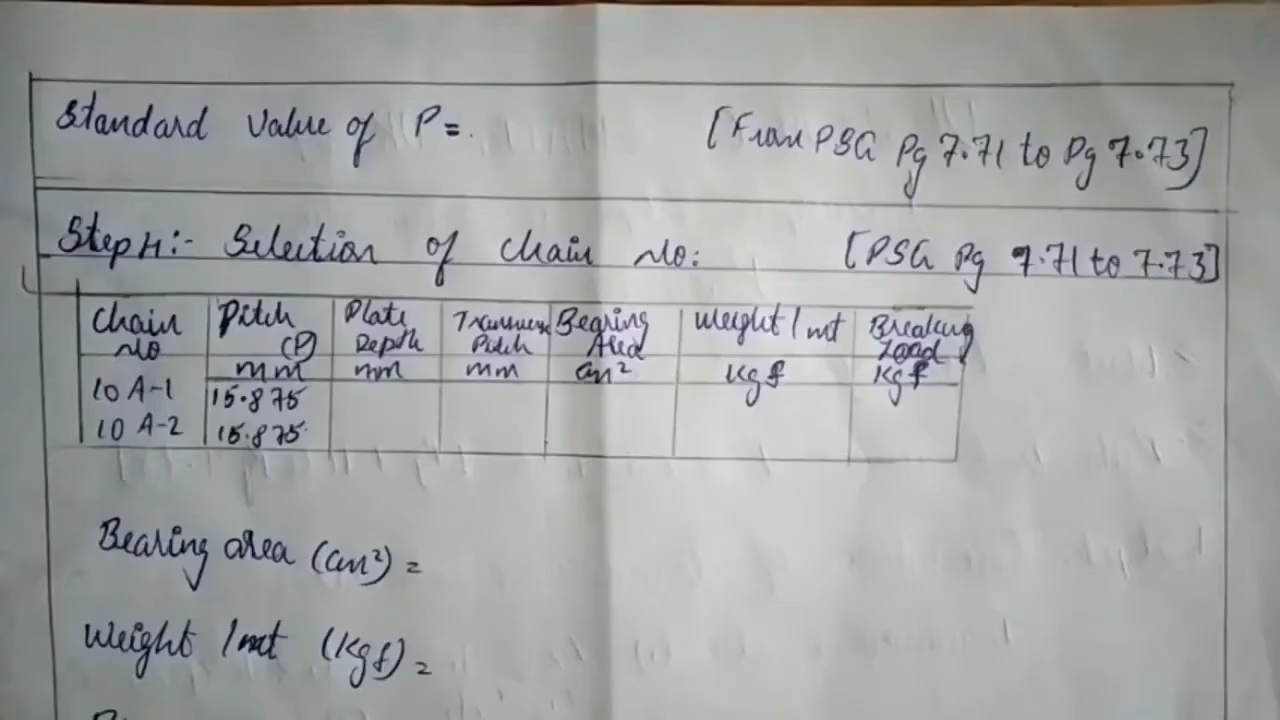 Standard Value of P=. [From PSG Pg 7.71 to Pg 7.73]
Step 4:- Selection of Chain No: [PSG Pg 7.71 to 7.73]
Chain No Pitch (P) Plate Depth Transverse Pitch Bearing Area Weight/mt Breaking Load
mm mm mm cm² Kgf Kgf
10 A-1 15.875
10 A-2 15.875
Bearing area (cm²) =
Weight /mt (Kgf) =